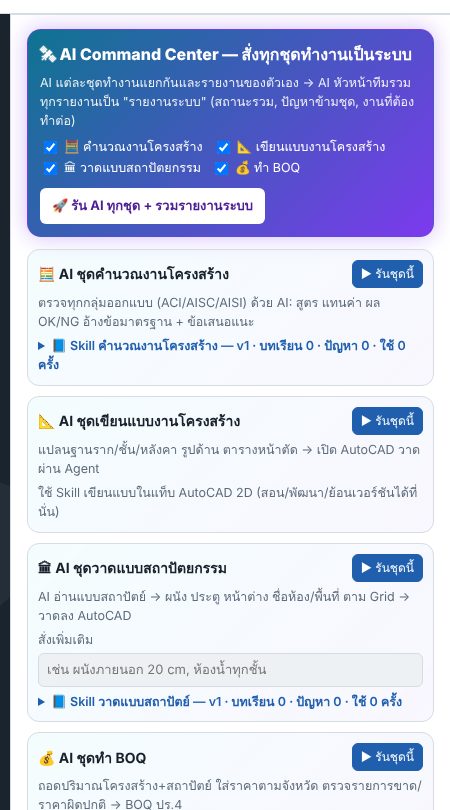 🛰️ AI Command Center — สั่งทุกชุดทำงานเป็นระบบ
AI แต่ละชุดทำงานแยกกันและรายงานของตัวเอง → AI หัวหน้าทีมรวม
ทุกรายงานเป็น "รายงานระบบ" (สถานะรวม, ปัญหาข้ามชุด, งานที่ต้อง
ทำต่อ)
🧮 คำนวณงานโครงสร้าง 📐 เขียนแบบงานโครงสร้าง
🏛 วาดแบบสถาปัตยกรรม 💰 ทำ BOQ
🚀 รัน AI ทุกชุด + รวมรายงานระบบ
🧮 AI ชุดคำนวณงานโครงสร้าง ▶ รันชุดนี้
ตรวจทุกกลุ่มออกแบบ (ACI/AISC/AISI) ด้วย AI: สูตร แทนค่า ผล
OK/NG อ้างข้อมาตรฐาน + ข้อเสนอแนะ
▶ 📘 Skill คำนวณงานโครงสร้าง — v1 · บทเรียน 0 · ปัญหา 0 · ใช้ 0
ครั้ง
📐 AI ชุดเขียนแบบงานโครงสร้าง ▶ รันชุดนี้
แปลนฐานราก/ชั้น/หลังคา รูปด้าน ตารางหน้าตัด → เปิด AutoCAD วาด
ผ่าน Agent
ใช้ Skill เขียนแบบในแท็บ AutoCAD 2D (สอน/พัฒนา/ย้อนเวอร์ชันได้ที่
นั่น)
🏛 AI ชุดวาดแบบสถาปัตยกรรม ▶ รันชุดนี้
AI อ่านแบบสถาปัตย์ → ผนัง ประตู หน้าต่าง ชื่อห้อง/พื้นที่ ตาม Grid →
วาดลง AutoCAD
สั่งเพิ่มเติม
เช่น ผนังภายนอก 20 cm, ห้องน้ำทุกชั้น
▶ 📘 Skill วาดแบบสถาปัตย์ — v1 · บทเรียน 0 · ปัญหา 0 · ใช้ 0 ครั้ง
💰 AI ชุดทำ BOQ ▶ รันชุดนี้
ถอดปริมาณโครงสร้าง+สถาปัตย์ ใส่ราคาตามจังหวัด ตรวจรายการขาด/
ราคาผิดปกติ → BOQ ปร.4